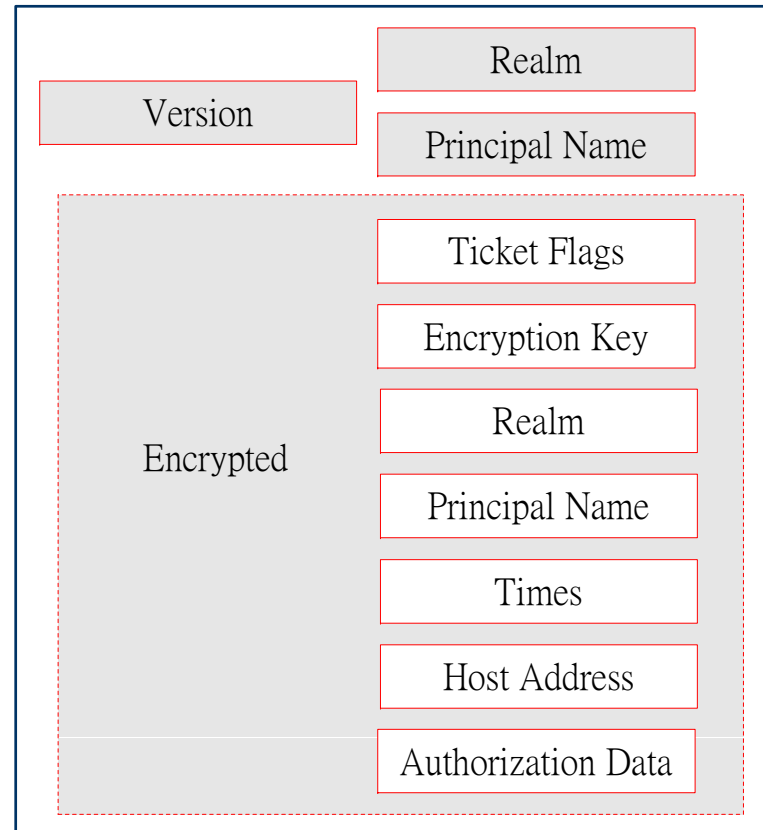 Realm
Version
Principal Name
Ticket Flags
Encryption Key
Realm
Encrypted
Principal Name
Times
Host Address
Authorization Data